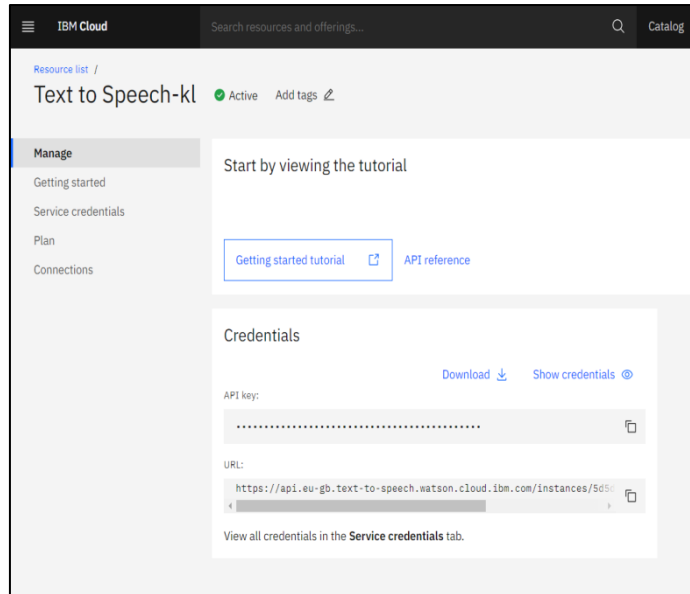 IBM Cloud
Search resources and offerings...
Catalog
Resource list /
Text to Speech-kl
Active
Add tags
Manage
Getting started
Service credentials
Plan
Connections
Start by viewing the tutorial
Getting started tutorial
API reference
Credentials
Download
Show credentials
API key:
............................................
URL:
https://api.eu-gb.text-to-speech.watson.cloud.ibm.com/instances/5d5
View all credentials in the Service credentials tab.